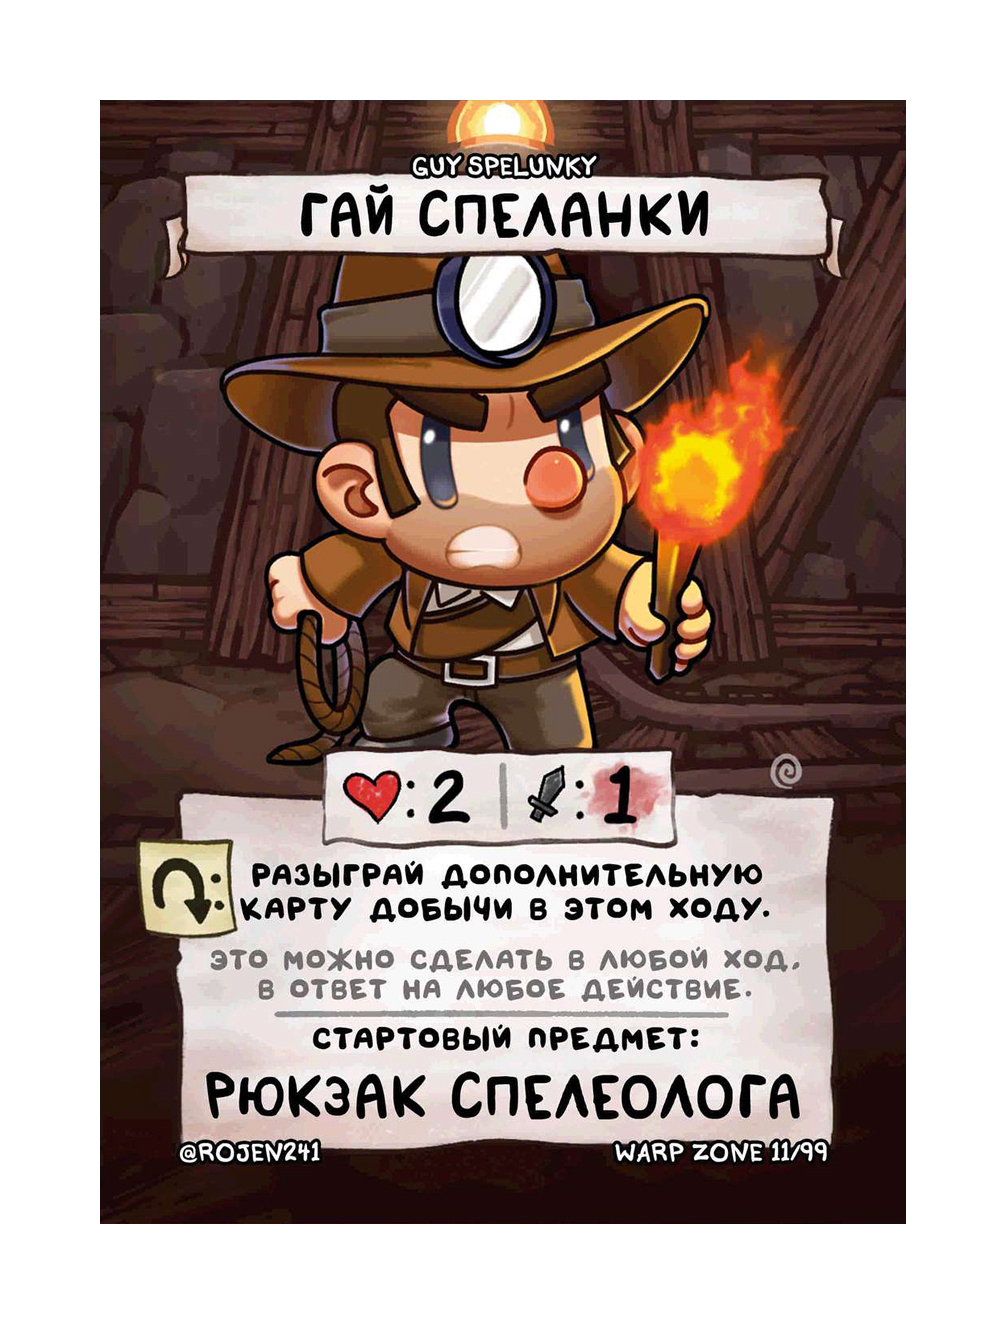 GUY SPELUNKY
ГАЙ СПЕЛАНКИ
:2 | :1
РАЗЫГРАЙ ДОПОЛНИТЕЛЬНУЮ
КАРТУ ДОБЫЧИ В ЭТОМ ХОДУ.
ЭТО МОЖНО СДЕЛАТЬ В ЛЮБОЙ ХОД,
В ОТВЕТ НА ЛЮБОЕ ДЕЙСТВИЕ.
СТАРТОВЫЙ ПРЕДМЕТ:
РЮКЗАК СПЕЛЕОЛОГА
@ROJEN241 WARP ZONE 11/99